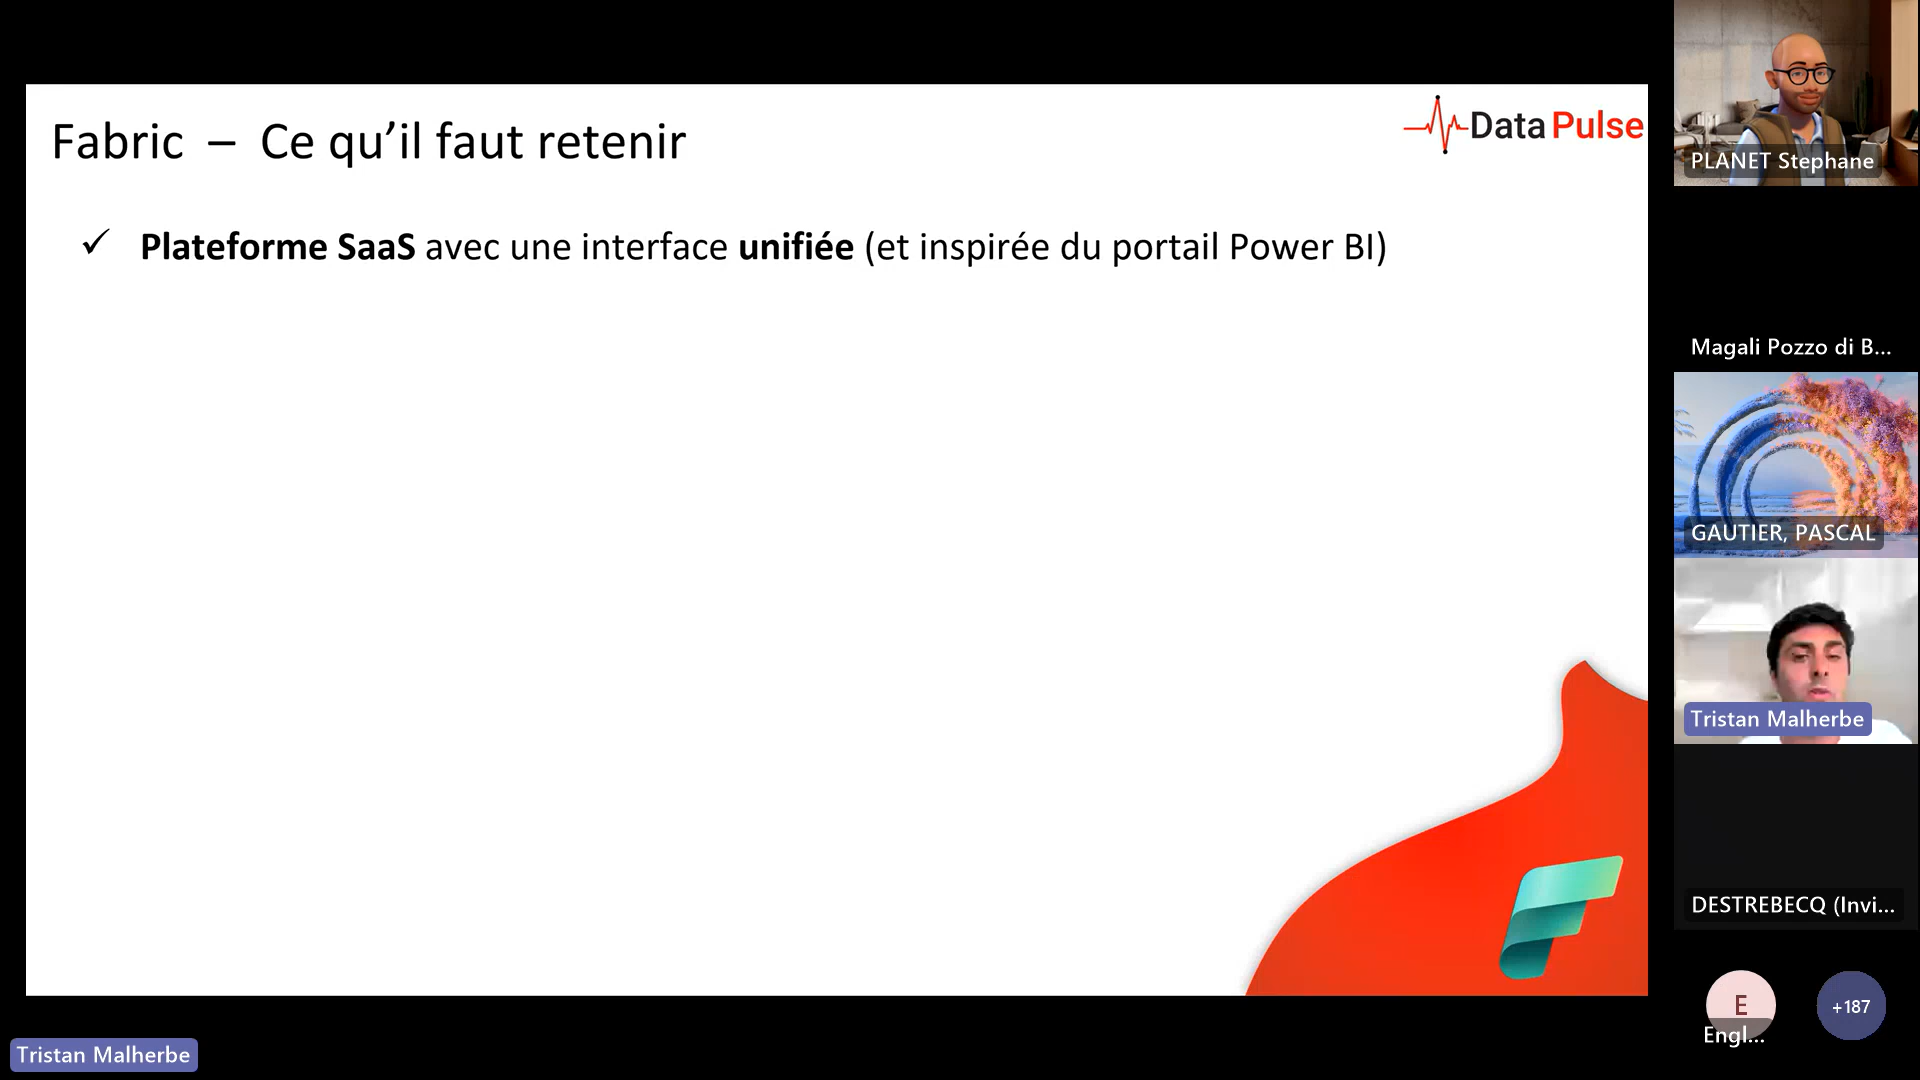 Fabric – Ce qu’il faut retenir
Data Pulse
✓ Plateforme SaaS avec une interface unifiée (et inspirée du portail Power BI)
PLANET Stephane
Magali Pozzo di B...
GAUTIER, PASCAL
Tristan Malherbe
DESTREBECQ (Invi...
E
Engl...
+187
Tristan Malherbe